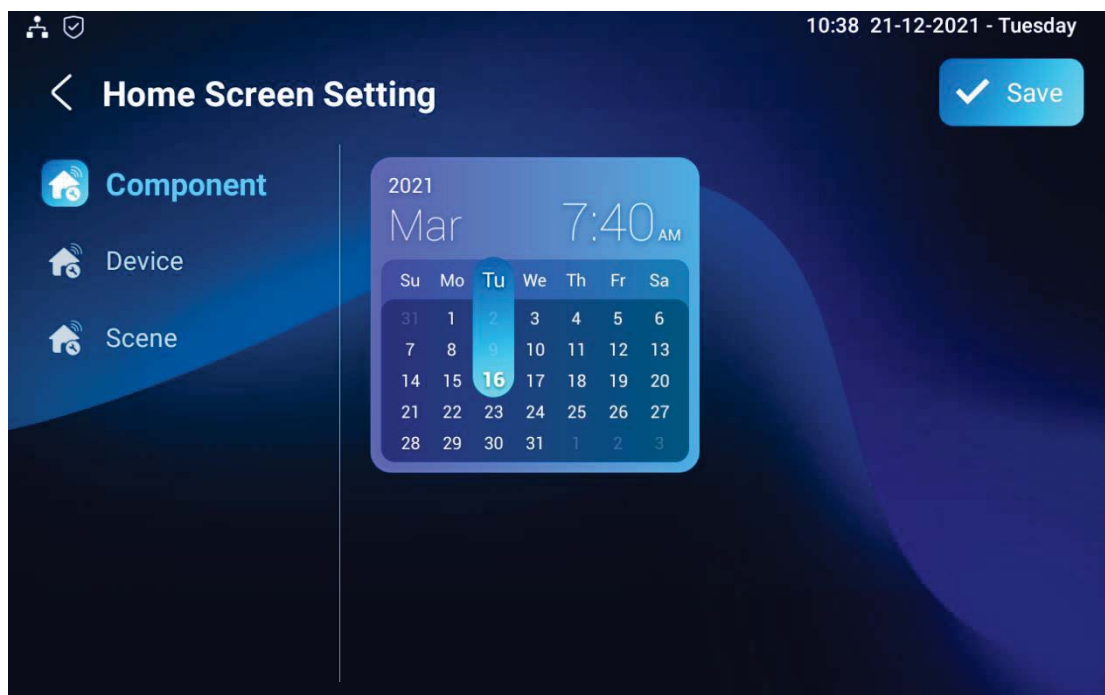 10:38 21-12-2021 - Tuesday
Home Screen Setting
Save
Component
Device
Scene
2021
Mar 7:40 AM
Su Mo Tu We Th Fr Sa
31 1 2 3 4 5 6
7 8 9 10 11 12 13
14 15 16 17 18 19 20
21 22 23 24 25 26 27
28 29 30 31 1 2 3